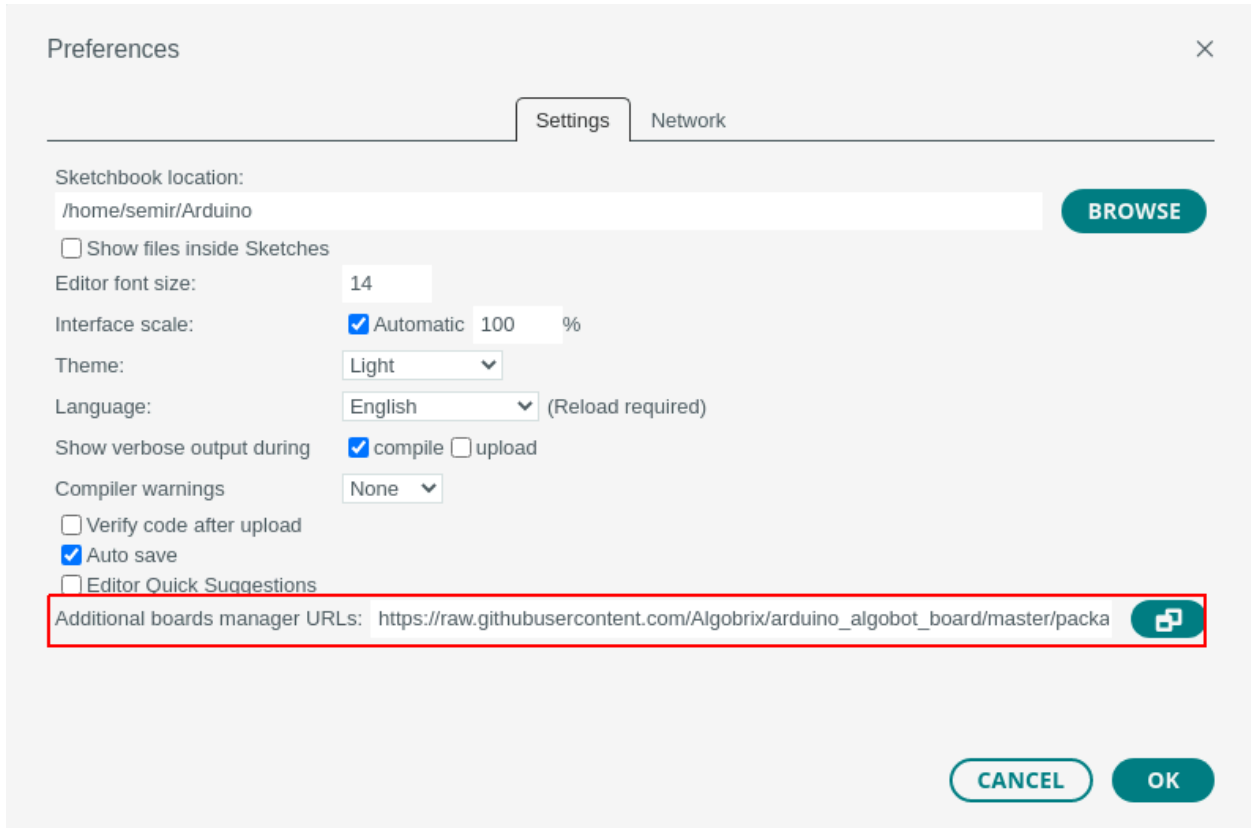 Preferences
Settings Network
Sketchbook location:
/home/semir/Arduino BROWSE
Show files inside Sketches
Editor font size: 14
Interface scale: Automatic 100 %
Theme: Light
Language: English (Reload required)
Show verbose output during compile upload
Compiler warnings None
Verify code after upload
Auto save
Editor Quick Suggestions
Additional boards manager URLs: https://raw.githubusercontent.com/Algobrix/arduino_algobot_board/master/packa
CANCEL OK